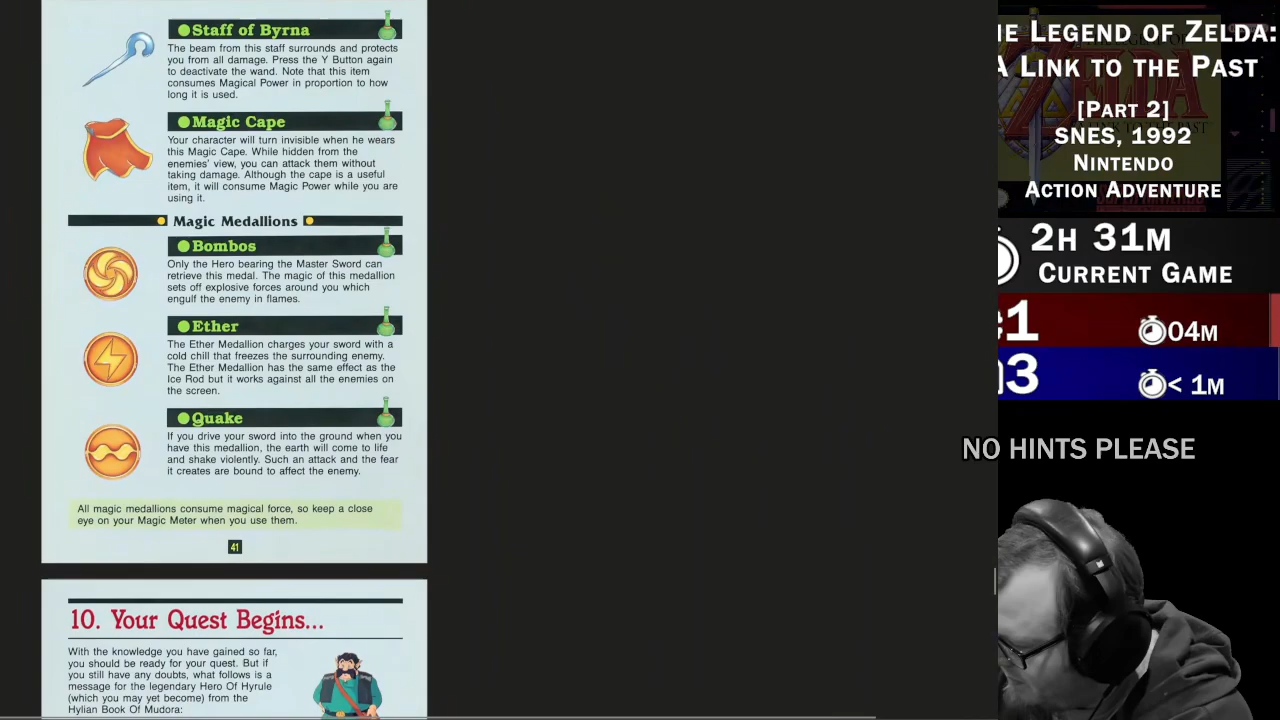 Staff of Byrna
The beam from this staff surrounds and protects
you from all damage. Press the Y Button again
to deactivate the wand. Note that this item
consumes Magical Power in proportion to how
long it is used.
Magic Cape
Your character will turn invisible when he wears
this Magic Cape. While hidden from the
enemies' view, you can attack them without
taking damage. Although the cape is a useful
item, it will consume Magic Power while you are
using it.
Magic Medallions
Bombos
Only the Hero bearing the Master Sword can
retrieve this medal. The magic of this medallion
sets off explosive forces around you which
engulf the enemy in flames.
Ether
The Ether Medallion charges your sword with a
cold chill that freezes the surrounding enemy.
The Ether Medallion has the same effect as the
Ice Rod but it works against all the enemies on
the screen.
Quake
If you drive your sword into the ground when you
have this medallion, the earth will come to life
and shake violently. Such an attack and the fear
it creates are bound to affect the enemy.
All magic medallions consume magical force, so keep a close
eye on your Magic Meter when you use them.
41
10. Your Quest Begins...
With the knowledge you have gained so far,
you should be ready for your quest. But if
you still have any doubts, what follows is a
message for the legendary Hero Of Hyrule
(which you may yet become) from the
Hylian Book Of Mudora:
E LEGEND OF ZELDA:
A LINK TO THE PAST
[PART 2]
SNES, 1992
NINTENDO
ACTION ADVENTURE
2H 31M
CURRENT GAME
1
04M
3
< 1M
NO HINTS PLEASE